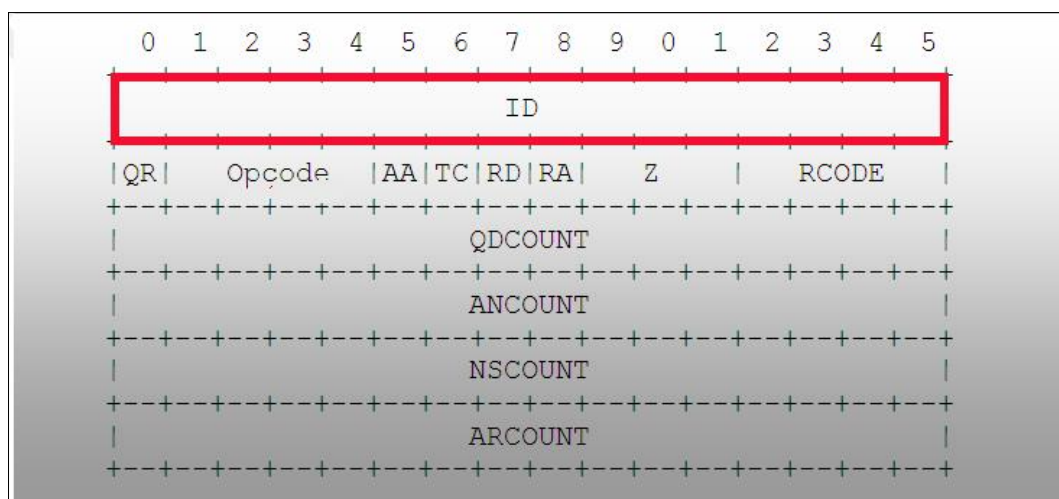 0 1 2 3 4 5 6 7 8 9 0 1 2 3 4 5
ID
|QR| Opcode |AA|TC|RD|RA| Z | RCODE |
+--+--+--+--+--+--+--+--+--+--+--+--+--+--+--+--+
| QDCOUNT |
+--+--+--+--+--+--+--+--+--+--+--+--+--+--+--+--+
| ANCOUNT |
+--+--+--+--+--+--+--+--+--+--+--+--+--+--+--+--+
| NSCOUNT |
+--+--+--+--+--+--+--+--+--+--+--+--+--+--+--+--+
| ARCOUNT |
+--+--+--+--+--+--+--+--+--+--+--+--+--+--+--+--+